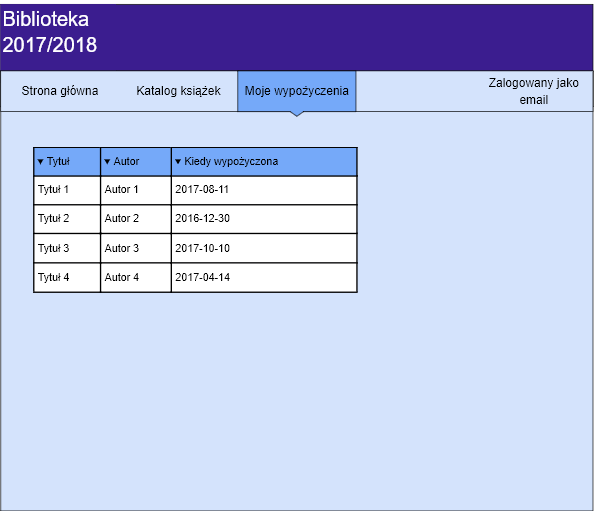 Biblioteka
2017/2018
Strona główna
Katalog książek
Moje wypożyczenia
Zalogowany jako
email
▼ Tytuł ▼ Autor ▼ Kiedy wypożyczona
Tytuł 1 Autor 1 2017-08-11
Tytuł 2 Autor 2 2016-12-30
Tytuł 3 Autor 3 2017-10-10
Tytuł 4 Autor 4 2017-04-14